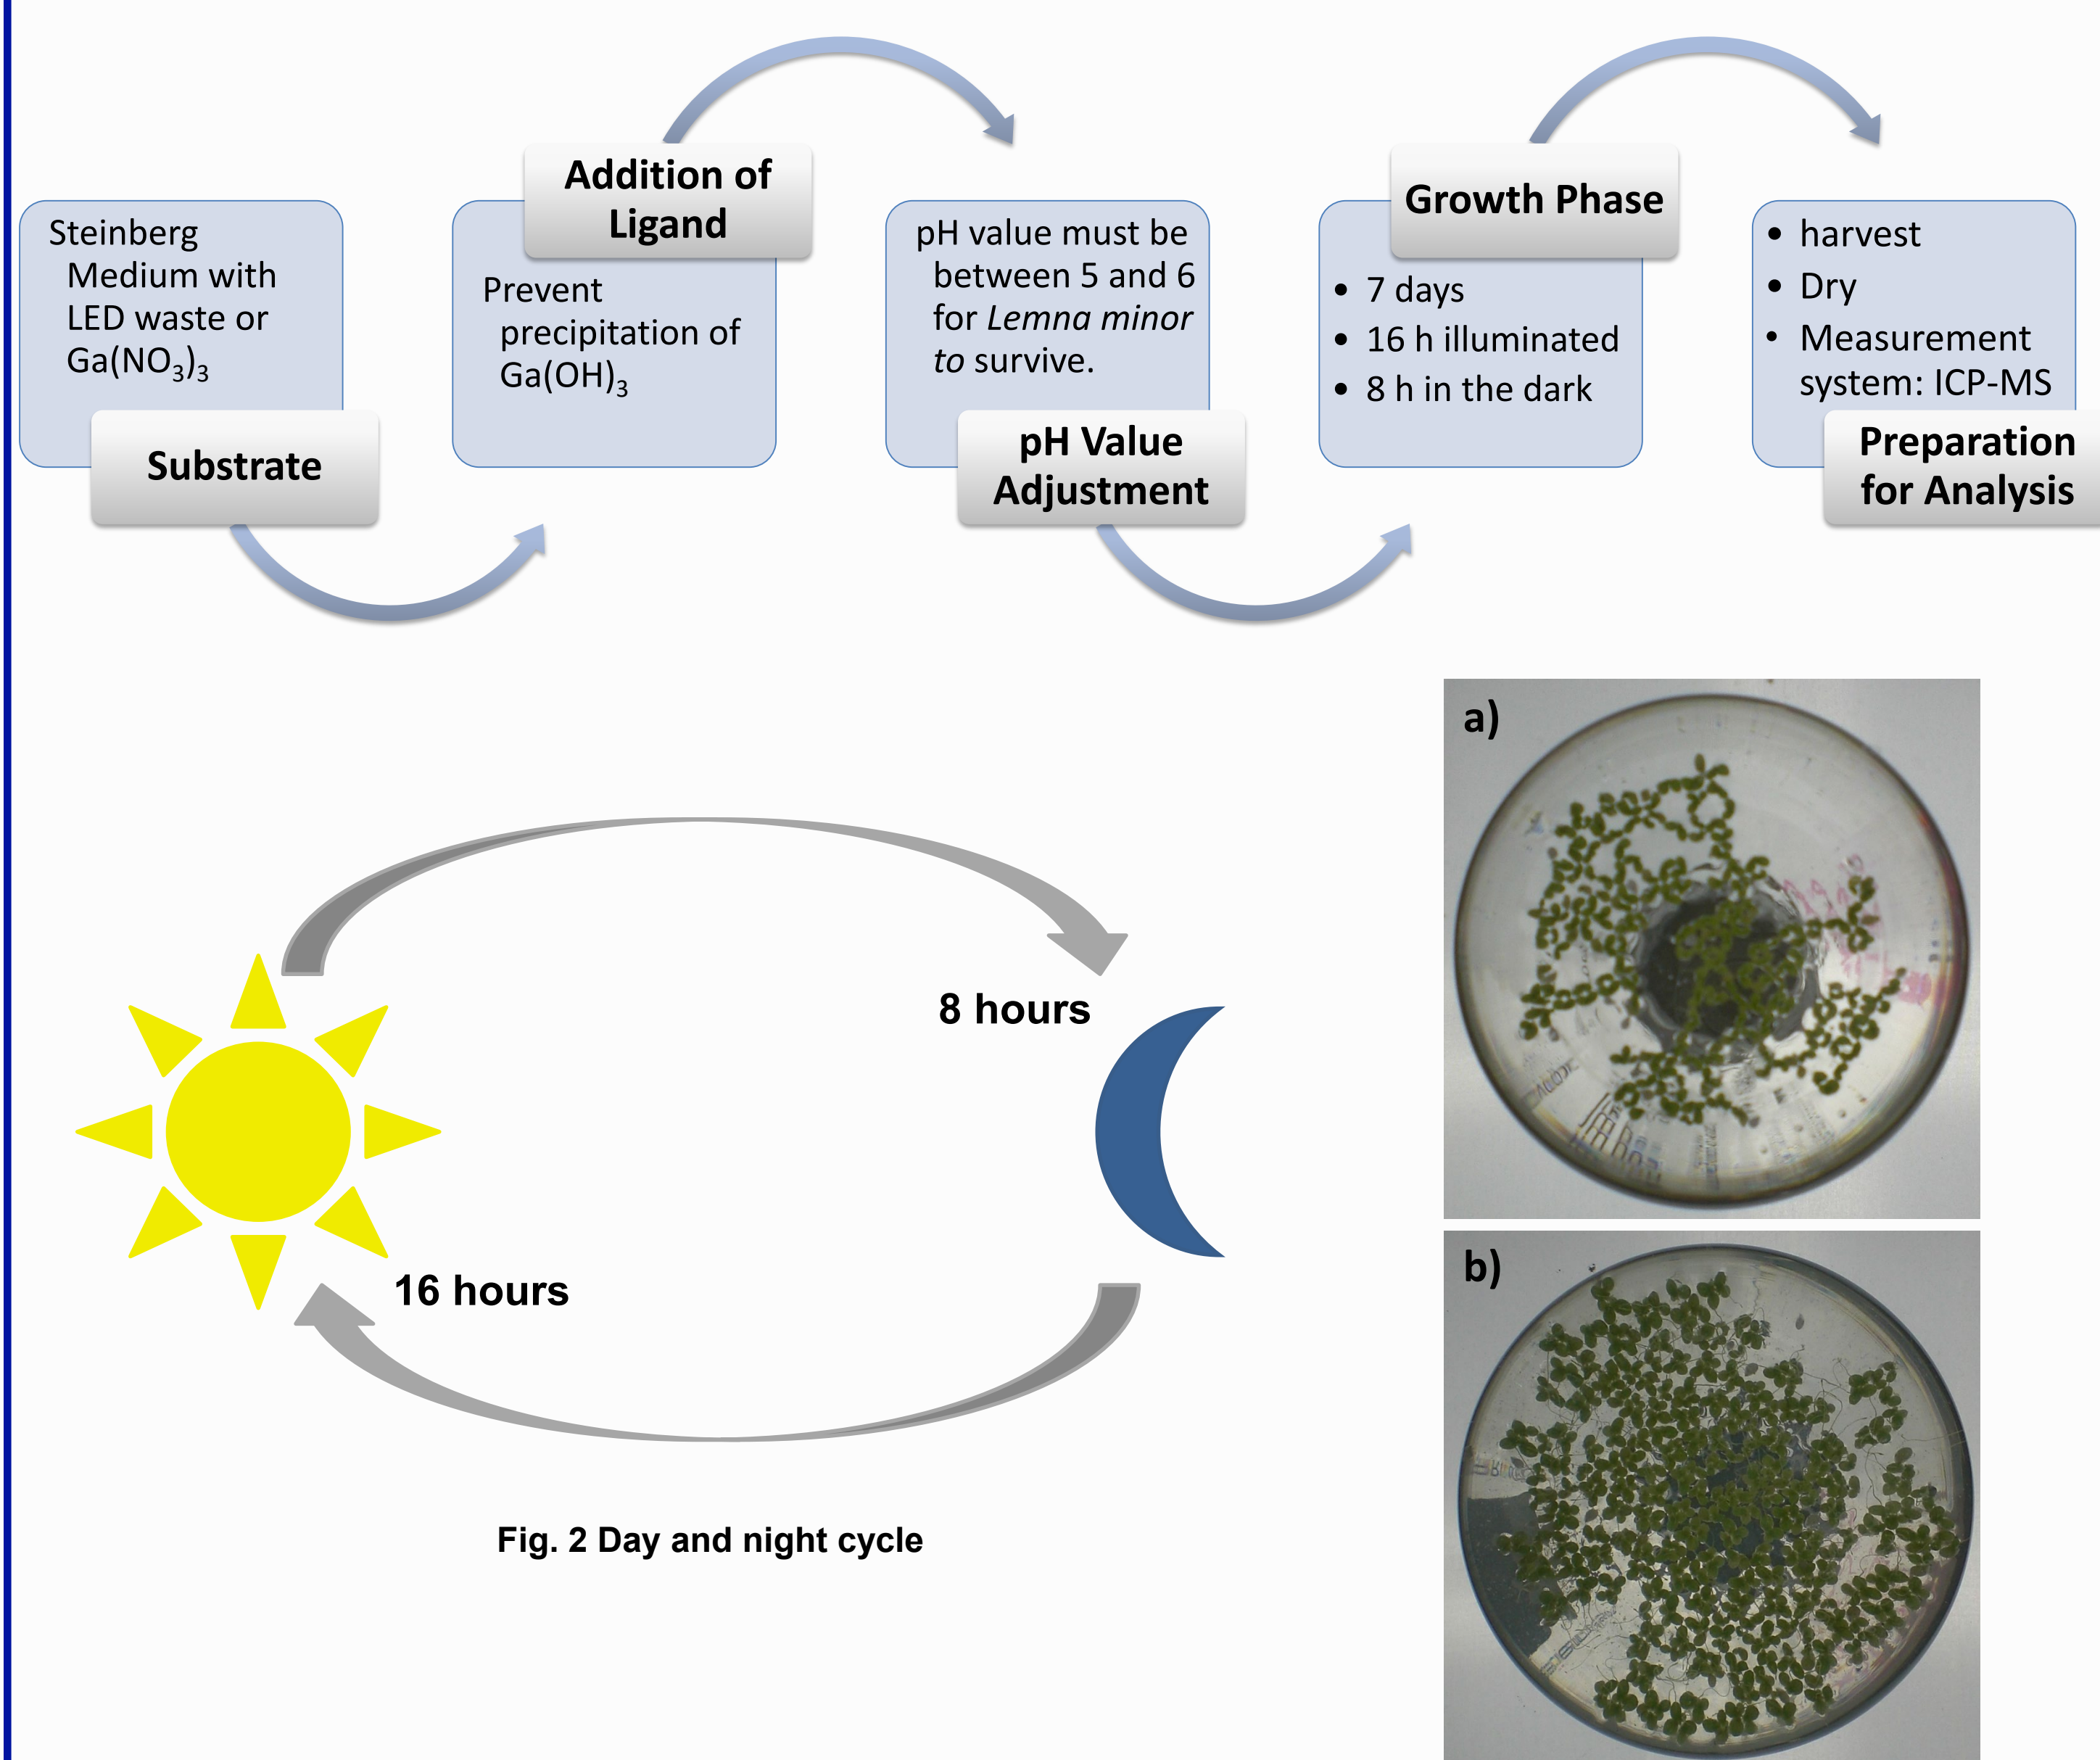 Steinberg
Medium with
LED waste or
Ga(NO₃)₃
Substrate
Addition of
Ligand
Prevent
precipitation of
Ga(OH)₃
pH value must be
between 5 and 6
for Lemna minor
to survive.
pH Value
Adjustment
Growth Phase
• 7 days
• 16 h illuminated
• 8 h in the dark
• harvest
• Dry
• Measurement
system: ICP-MS
Preparation
for Analysis
8 hours
16 hours
Fig. 2 Day and night cycle
a)
b)